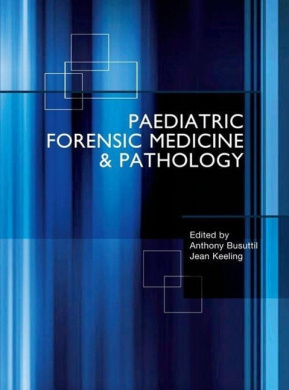 PAEDIATRIC
FORENSIC MEDICINE
& PATHOLOGY
Edited by
Anthony Busuttil
Jean Keeling